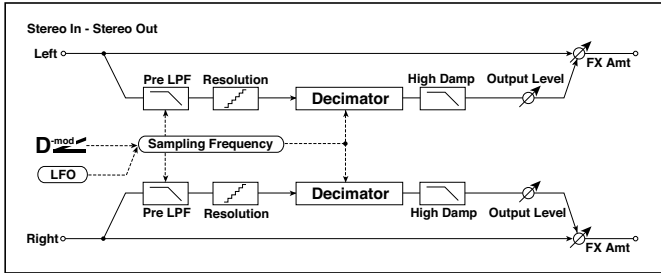 Stereo In - Stereo Out
Left
FX Amt
Pre LPF
Resolution
Decimator
High Damp
Output Level
D-mod
Sampling Frequency
LFO
Decimator
Pre LPF
Resolution
High Damp
Output Level
Right
FX Amt